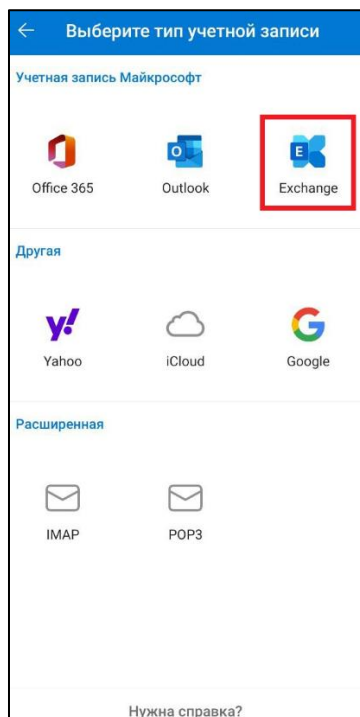 Выберите тип учетной записи
Учетная запись Майкрософт
Office 365 Outlook Exchange
Другая
Yahoo iCloud Google
Расширенная
IMAP POP3
Нужна справка?